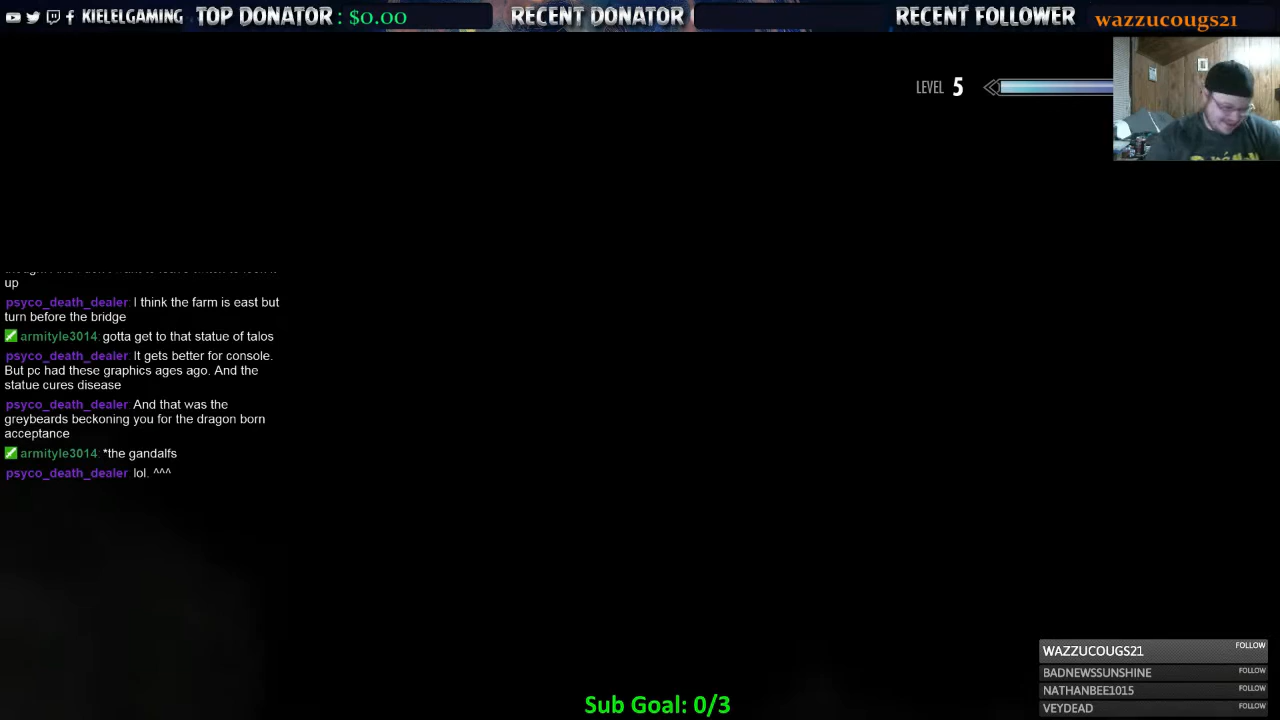 KIELELGAMING TOP DONATOR : $0.00 RECENT DONATOR RECENT FOLLOWER wazzucougs21
LEVEL 5
up
psyco_death_dealer: I think the farm is east but
turn before the bridge
armityle3014: gotta get to that statue of talos
psyco_death_dealer: It gets better for console.
But pc had these graphics ages ago. And the
statue cures disease
psyco_death_dealer: And that was the
greybeards beckoning you for the dragon born
acceptance
armityle3014: *the gandalfs
psyco_death_dealer: lol. ^^^
WAZZUCOUGS21 FOLLOW
BADNEWSSUNSHINE FOLLOW
NATHANBEE1015 FOLLOW
VEYDEAD FOLLOW
Sub Goal: 0/3